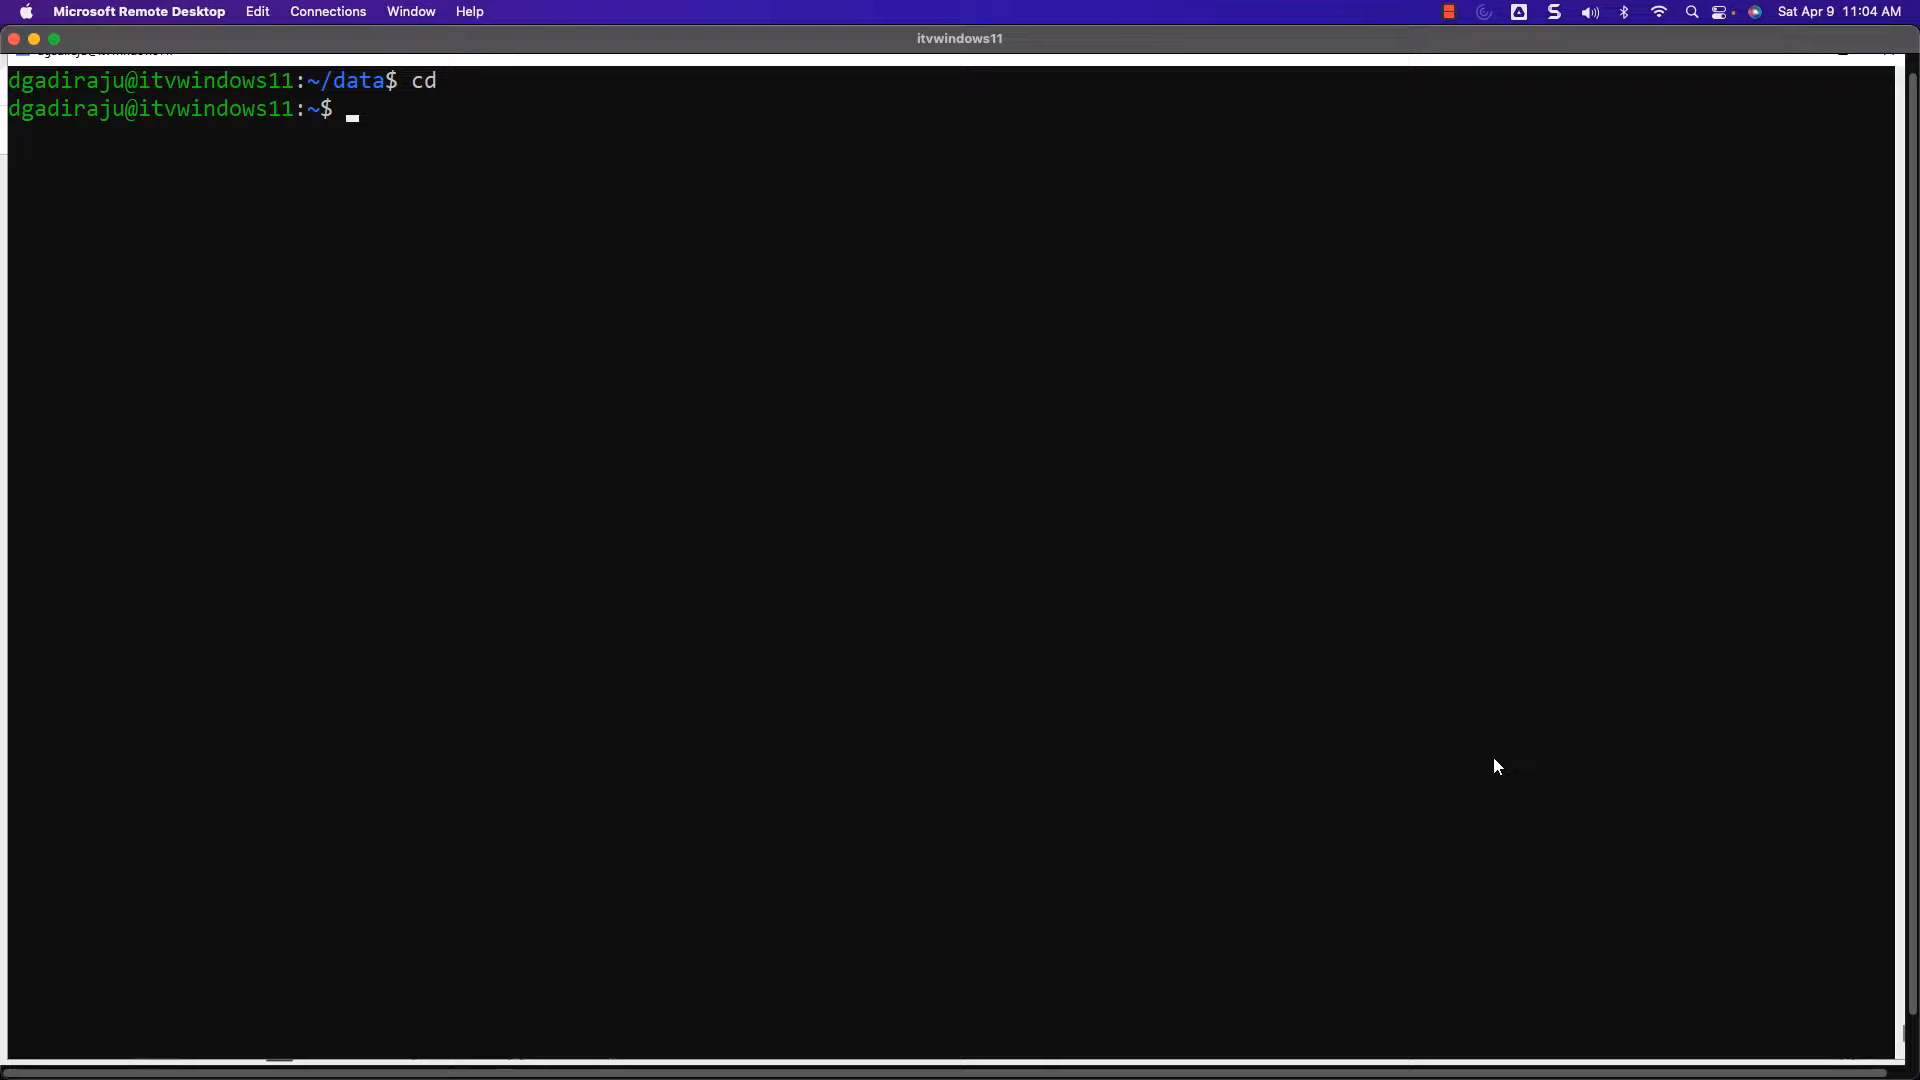 Microsoft Remote Desktop Edit Connections Window Help Sat Apr 9 11:04 AM
itvwindows11
dgadiraju@itvwindows11:~/data$ cd
dgadiraju@itvwindows11:~$